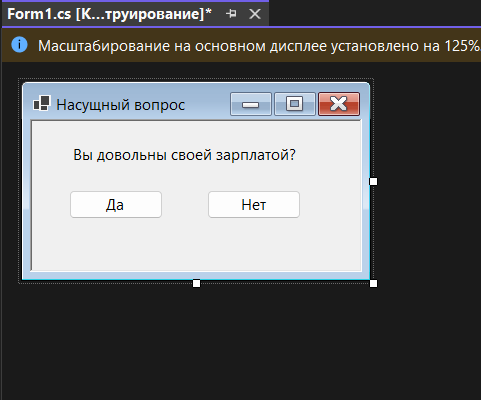 Form1.cs [К...труирование]*
Масштабирование на основном дисплее установлено на 125%
Насущный вопрос
Вы довольны своей зарплатой?
Да
Нет